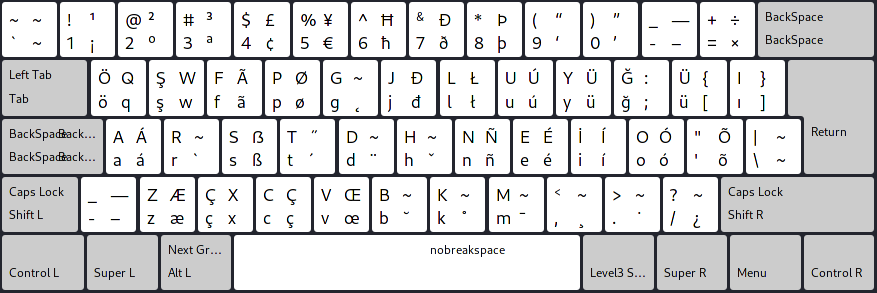 ~ ~ ! ¹ @ ² # ³ $ £ % ¥ ^ Ħ & Ð * Þ ( “ ) ” _ — + ÷ BackSpace
` ~ 1 ¡ 2 º 3 ª 4 ¢ 5 € 6 ħ 7 ð 8 þ 9 ‘ 0 ’ - – = × BackSpace
Left Tab Ö Q Ş W F Ã P Ø G ~ J Đ L Ł U Ú Y Ü Ğ : Ü { I }
Tab ö q ş w f ã p ø g ˛ j đ l ł u ú y ü ğ ; ü [ ı ]
BackSpace Back… A Á R ~ S ẞ T ˝ D ~ H ~ N Ñ E É İ Í O Ó " Õ | ~ Return
BackSpace Back… a á r ` s ß t ´ d ¨ h ˇ n ñ e é i í o ó ' õ \ ~
Caps Lock _ — Z Æ Ç X C Ç V Œ B ~ K ~ M ~ < ~ > ~ ? ~ Caps Lock
Shift L - – z æ ç x c ç v œ b ˘ k ° m ¯ , ¸ . ˙ / ¿ Shift R
Next Gr… nobreakspace
Control L Super L Alt L Level3 S… Super R Menu Control R